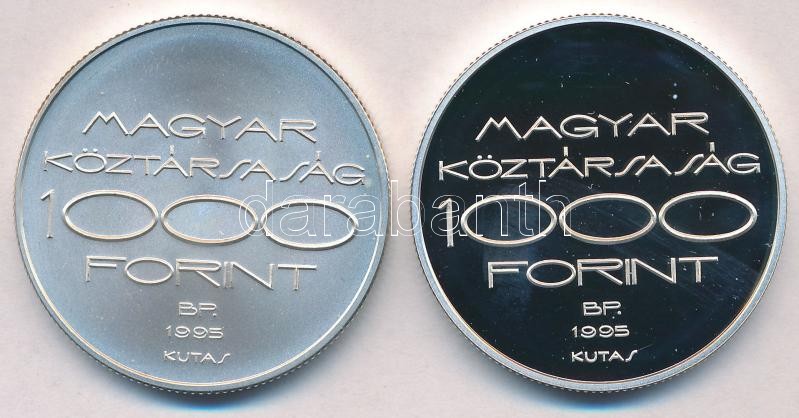 MAGYAR
KÖZTÁRSASÁG
1000
FORINT
BP.
1995
KUTAS
MAGYAR
KÖZTÁRSASÁG
1000
FORINT
BP.
1995
KUTAS
darabanth